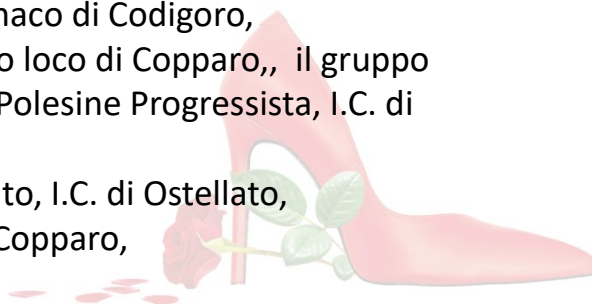 naco di Codigoro,
o loco di Copparo,, il gruppo
Polesine Progressista, I.C. di
to, I.C. di Ostellato,
Copparo,